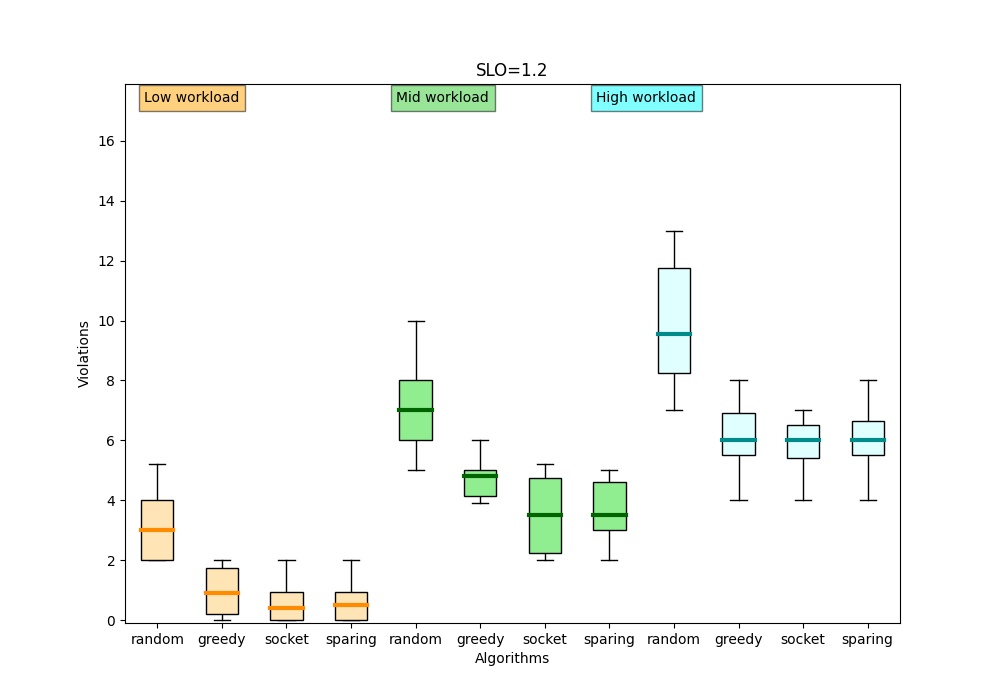 SLO=1.2
Low workload Mid workload High workload
Violations
16
14
12
10
8
6
4
2
0
random greedy socket sparing random greedy socket sparing random greedy socket sparing
Algorithms